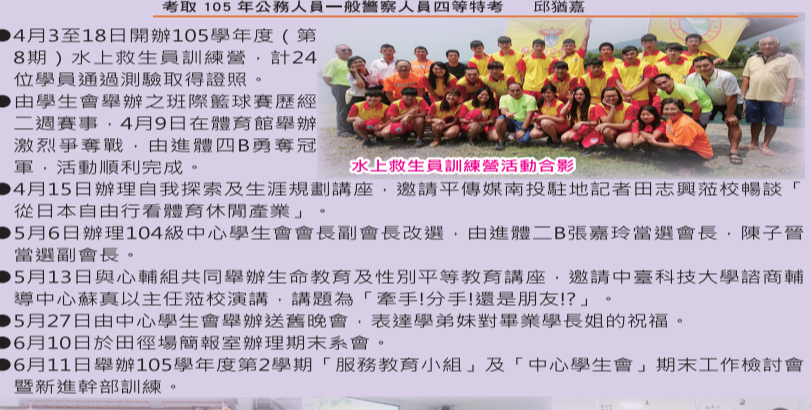 考取 105 年公務人員一般警察人員四等特考　邱猶嘉
●4月3至18日開辦105學年度（第
8期）水上救生員訓練營，計24
位學員通過測驗取得證照。
●由學生會舉辦之班際籃球賽歷經
二週賽事，4月9日在體育館舉辦
激烈爭奪戰，由進體四B勇奪冠
軍，活動順利完成。
水上救生員訓練營活動合影
●4月15日辦理自我探索及生涯規劃講座，邀請平傳媒南投駐地記者田志興蒞校暢談「
從日本自由行看體育休閒產業」。
●5月6日辦理104級中心學生會會長副會長改選，由進體二B張嘉玲當選會長，陳子晉
當選副會長。
●5月13日與心輔組共同舉辦生命教育及性別平等教育講座，邀請中臺科技大學諮商輔
導中心蘇真以主任蒞校演講，講題為「牽手!分手!還是朋友!?」。
●5月27日由中心學生會舉辦送舊晚會，表達學弟妹對畢業學長姐的祝福。
●6月10日於田徑場簡報室辦理期末系會。
●6月11日舉辦105學年度第2學期「服務教育小組」及「中心學生會」期末工作檢討會
暨新進幹部訓練。